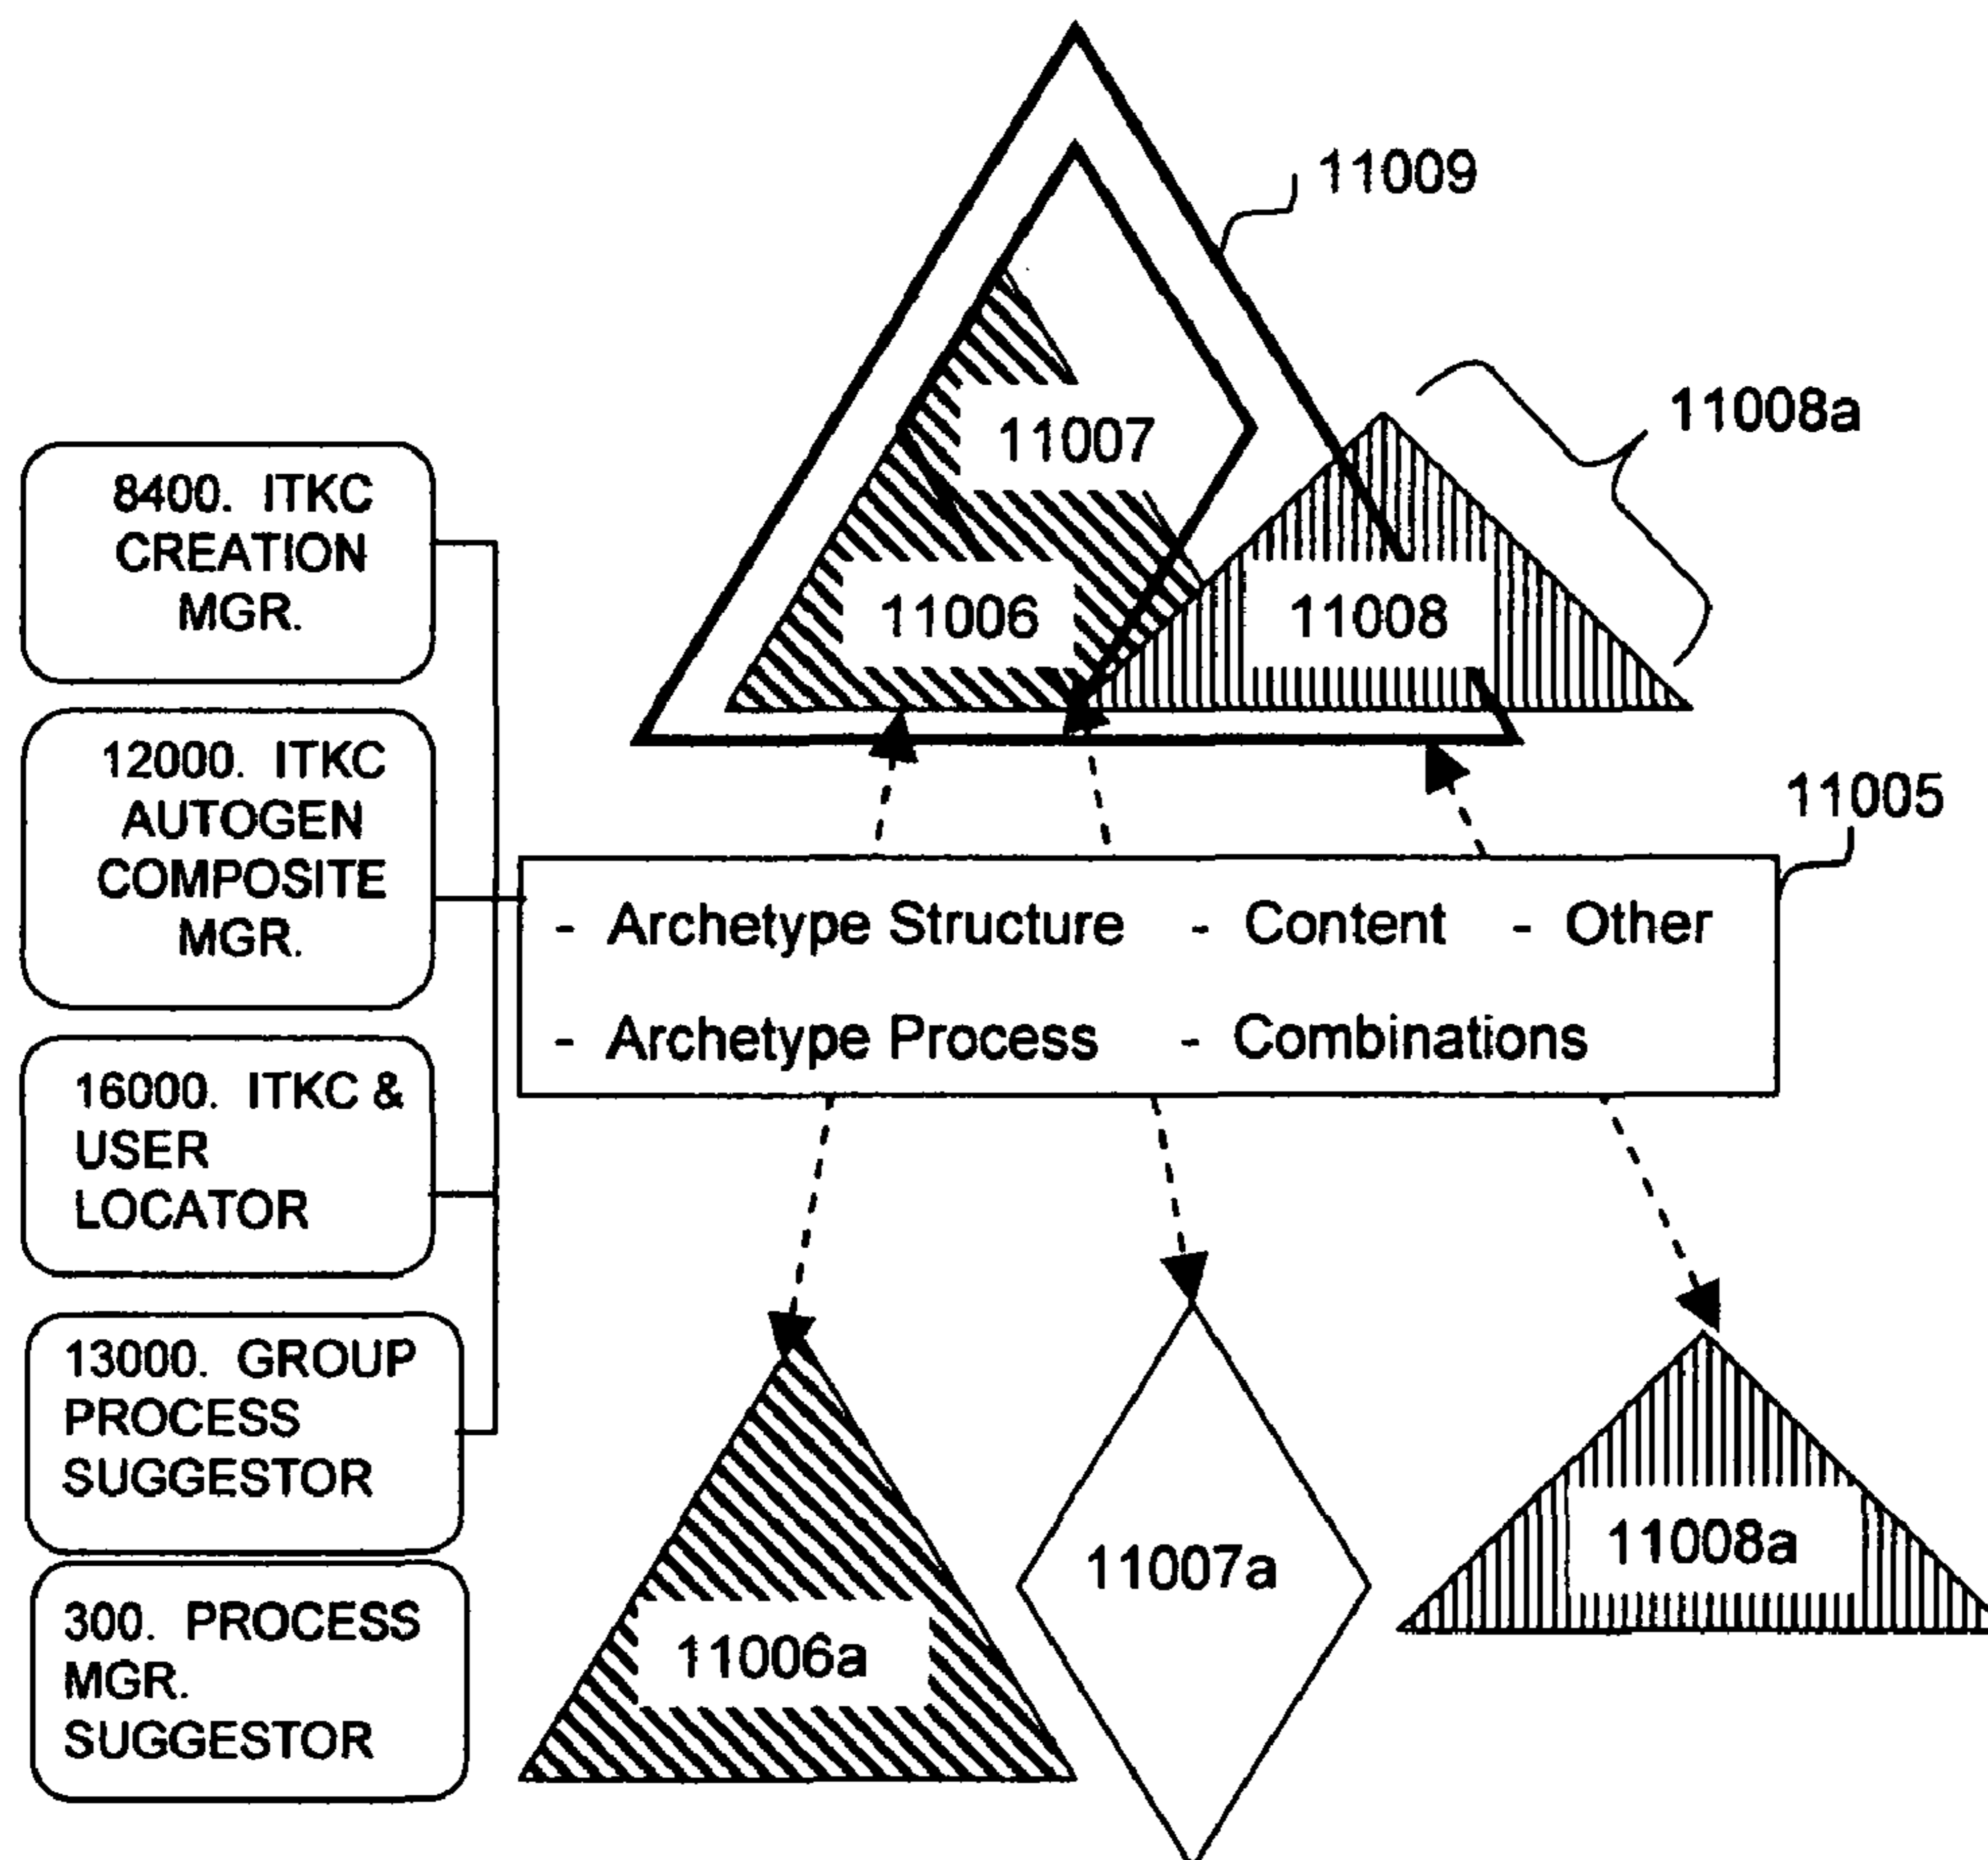 11009
11008a
11007
11006
11008
8400. ITKC
CREATION
MGR.
12000. ITKC
AUTOGEN
COMPOSITE
MGR.
16000. ITKC &
USER
LOCATOR
13000. GROUP
PROCESS
SUGGESTOR
300. PROCESS
MGR.
SUGGESTOR
11005
- Archetype Structure - Content - Other
- Archetype Process - Combinations
11006a
11007a
11008a